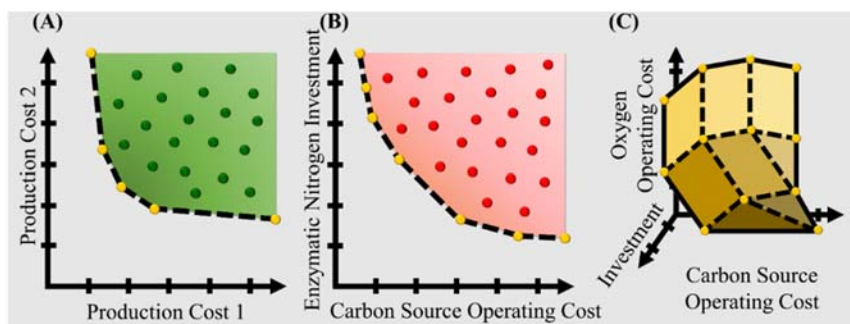 (A)
Production Cost 2
Production Cost 1
(B)
Enzymatic Nitrogen Investment
Carbon Source Operating Cost
(C)
Oxygen
Operating Cost
Investment
Carbon Source
Operating Cost